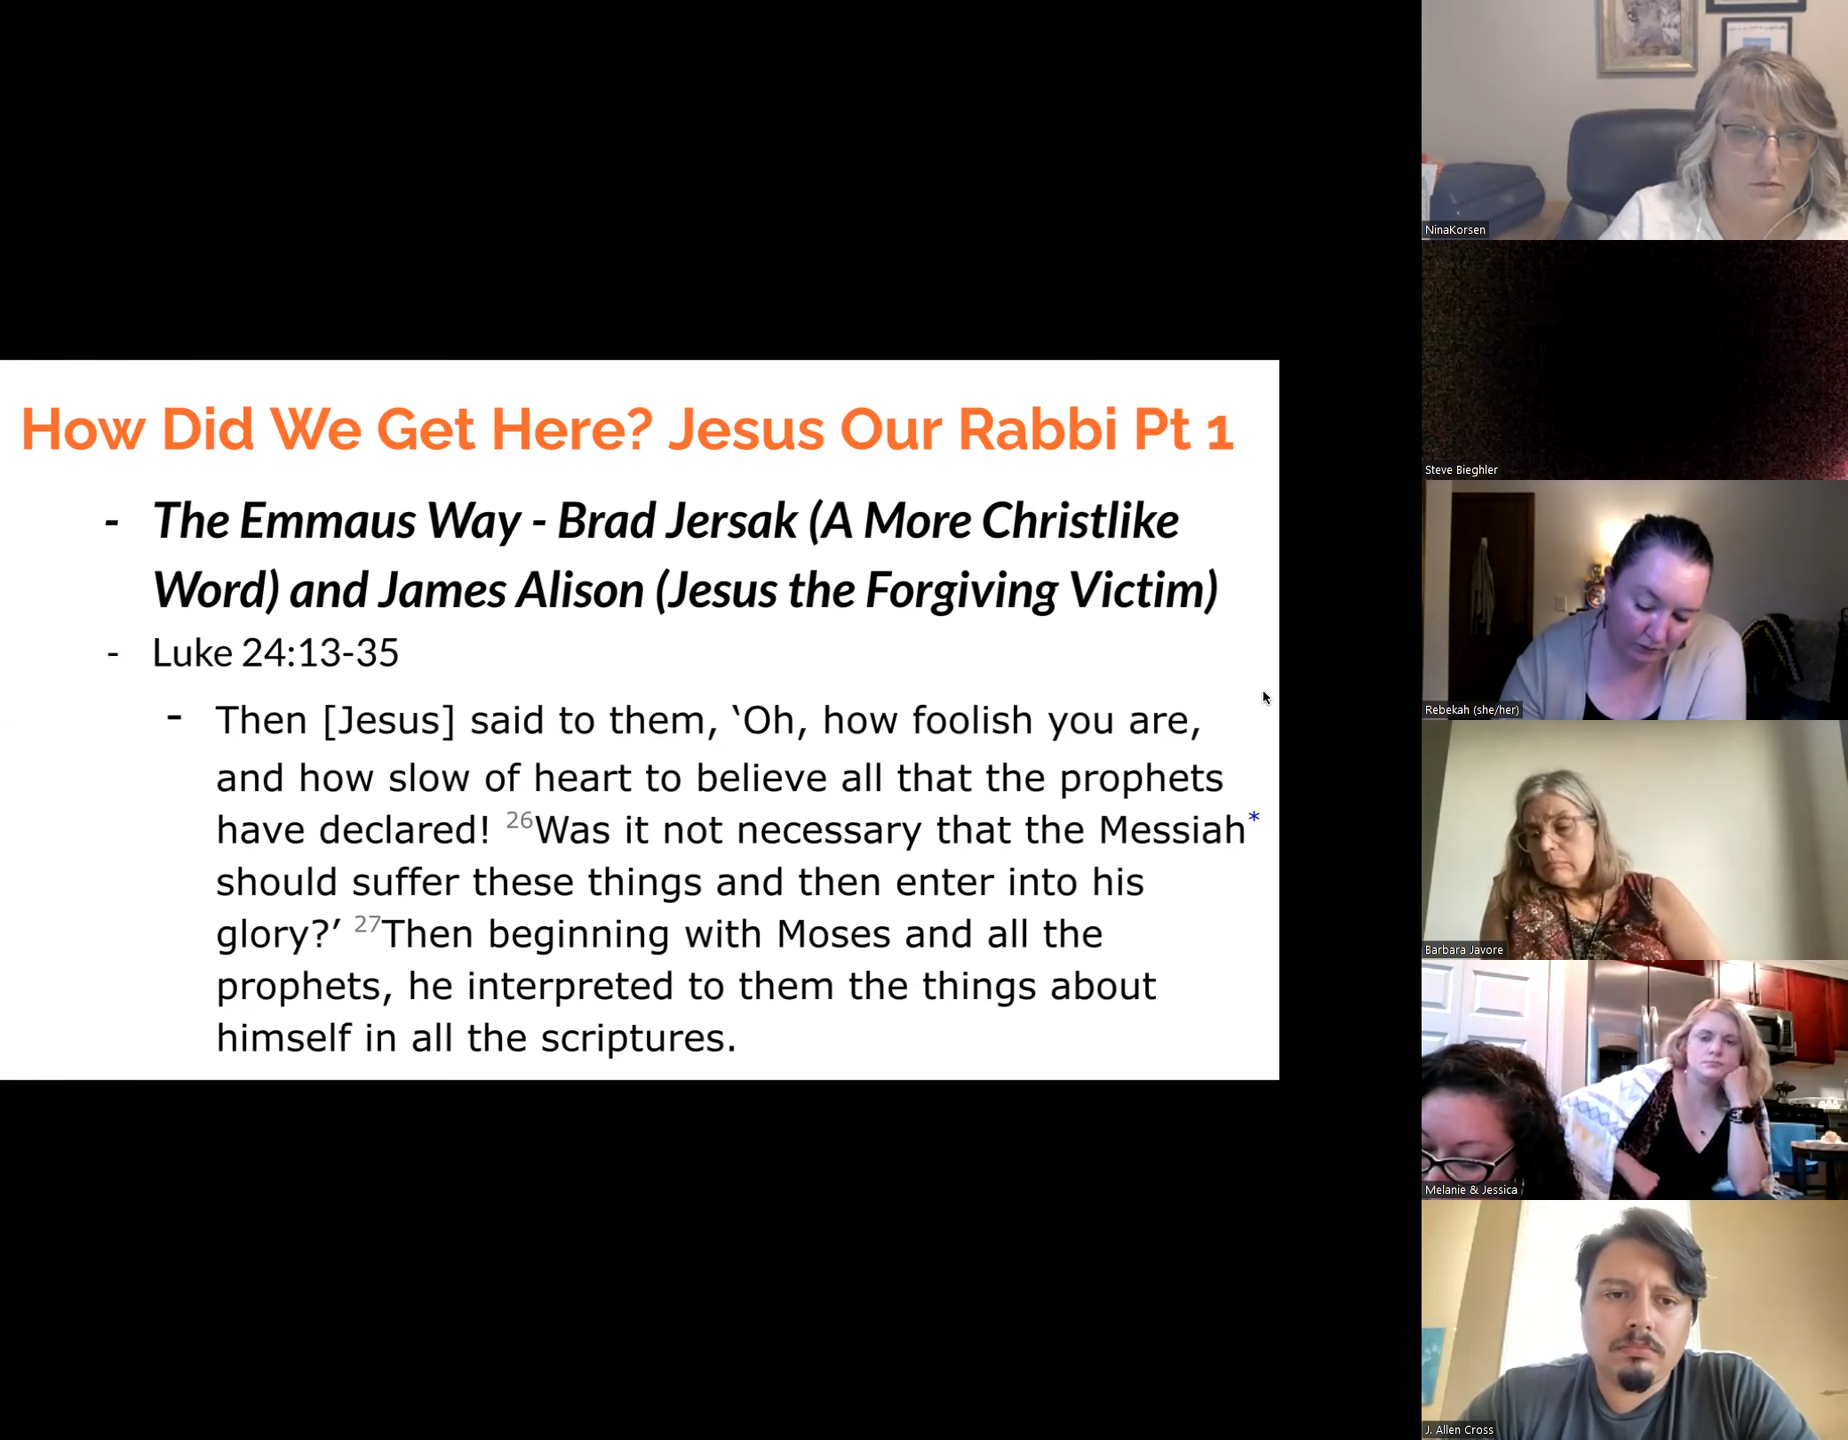 How Did We Get Here? Jesus Our Rabbi Pt 1
- The Emmaus Way - Brad Jersak (A More Christlike
Word) and James Alison (Jesus the Forgiving Victim)
- Luke 24:13-35
- Then [Jesus] said to them, ‘Oh, how foolish you are,
and how slow of heart to believe all that the prophets
have declared! 26Was it not necessary that the Messiah*
should suffer these things and then enter into his
glory?’ 27Then beginning with Moses and all the
prophets, he interpreted to them the things about
himself in all the scriptures.
NinaKorsen
Steve Bieghler
Rebekah (she/her)
Barbara Javore
Melanie & Jessica
J. Allen Cross